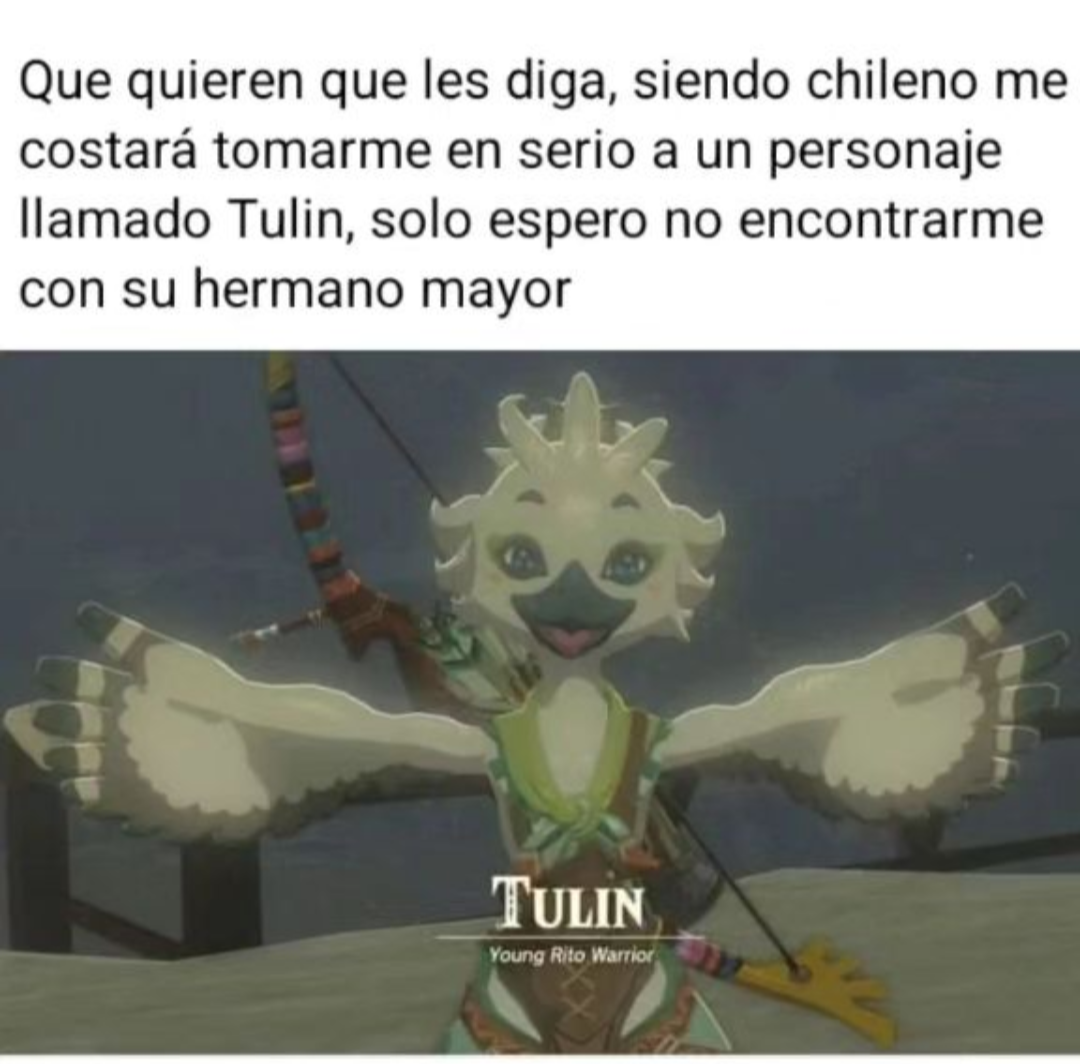 Que quieren que les diga, siendo chileno me
costará tomarme en serio a un personaje
llamado Tulin, solo espero no encontrarme
con su hermano mayor
TULIN
Young Rito Warrior